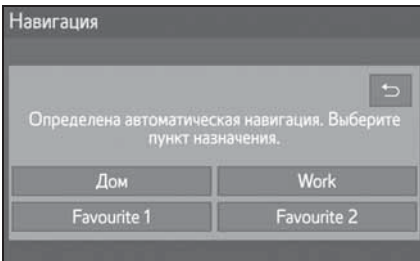 Навигация
Определена автоматическая навигация. Выберите
пункт назначения.
Дом
Work
Favourite 1
Favourite 2